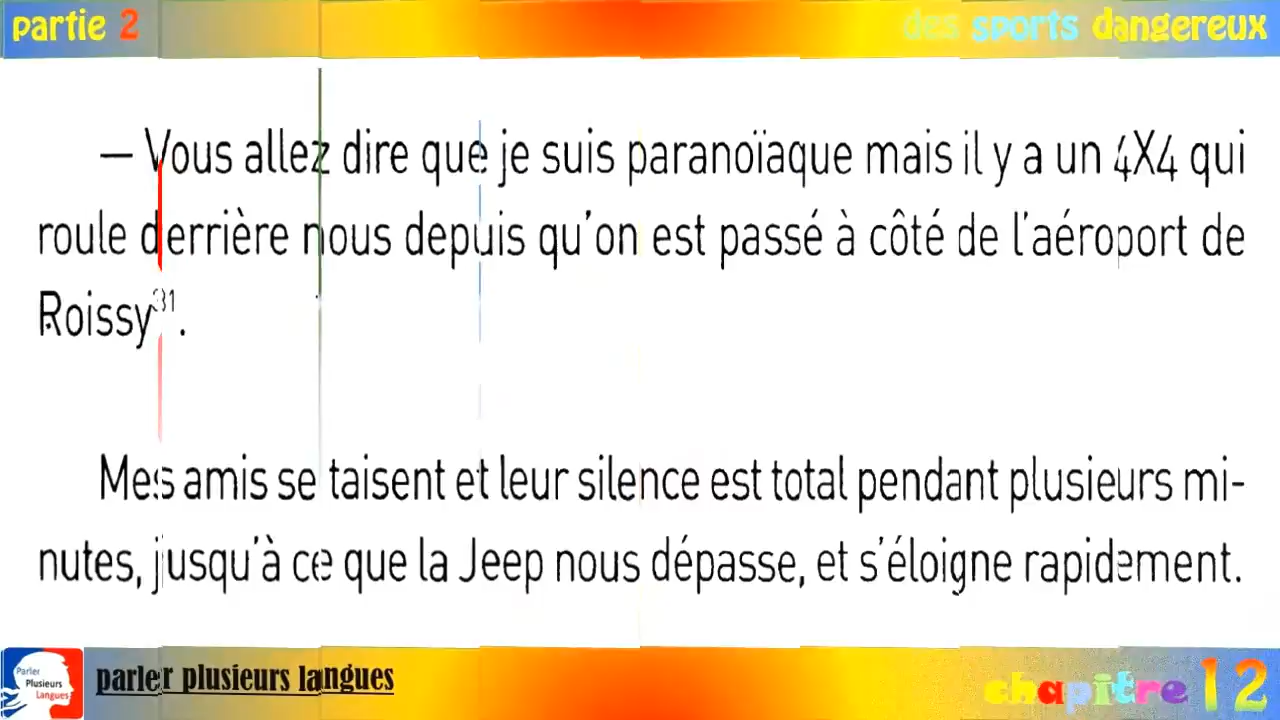 partie 2
des sports dangereux
— Vous allez dire que je suis paranoïaque mais il y a un 4X4 qui
roule derrière nous depuis qu'on est passé à côté de l'aéroport de
Roissy31.
Mes amis se taisent et leur silence est total pendant plusieurs mi-
nutes, jusqu'à ce que la Jeep nous dépasse, et s'éloigne rapidement.
Parler
Plusieurs
Langues
parler plusieurs langues
chapitre 12